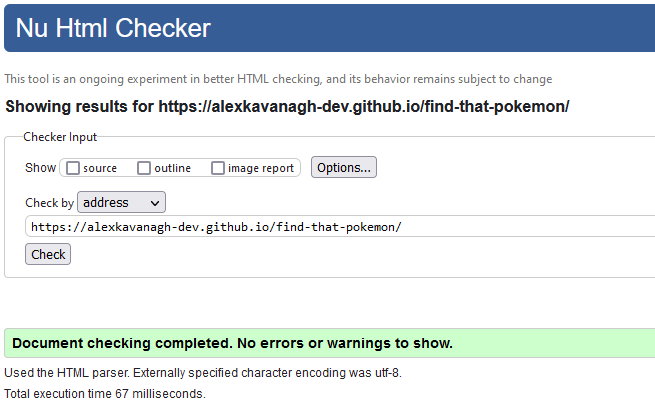 Nu Html Checker
This tool is an ongoing experiment in better HTML checking, and its behavior remains subject to change
Showing results for https://alexkavanagh-dev.github.io/find-that-pokemon/
Checker Input
Show source outline image report Options...
Check by address
https://alexkavanagh-dev.github.io/find-that-pokemon/
Check
Document checking completed. No errors or warnings to show.
Used the HTML parser. Externally specified character encoding was utf-8.
Total execution time 67 milliseconds.